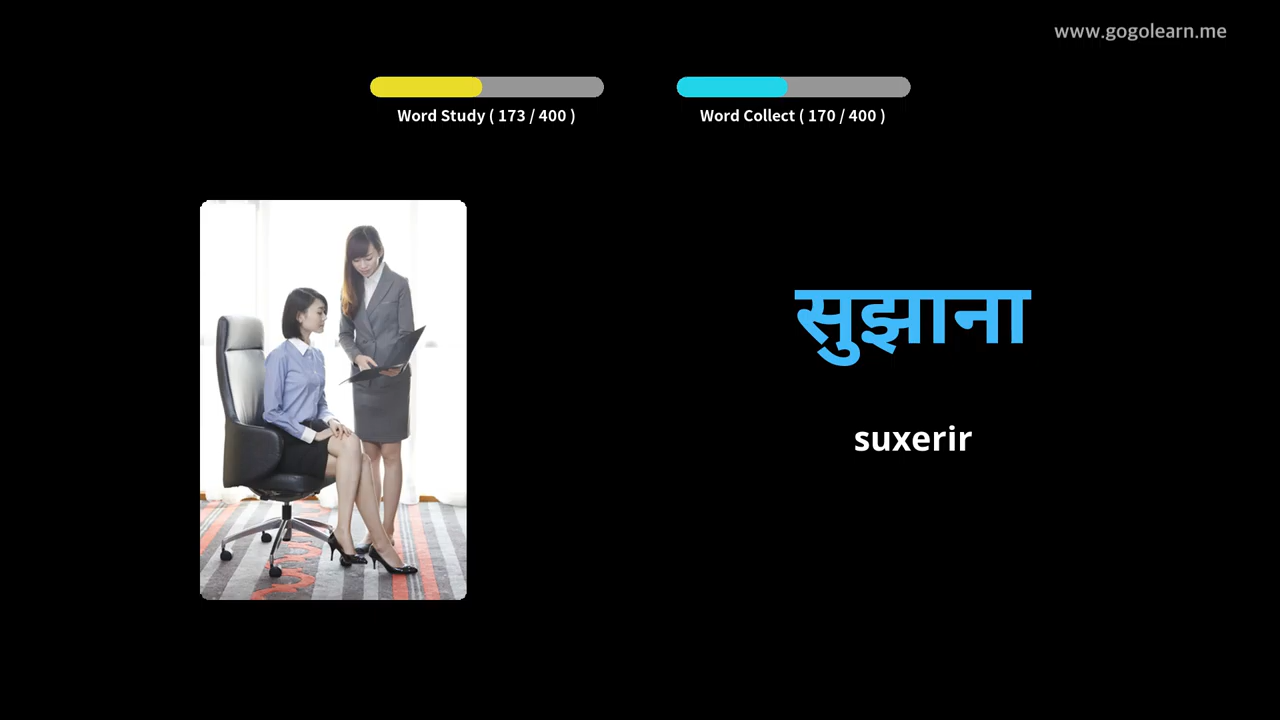 www.gogolearn.me
Word Study ( 173 / 400 )
Word Collect ( 170 / 400 )
सुझाना
suxerir